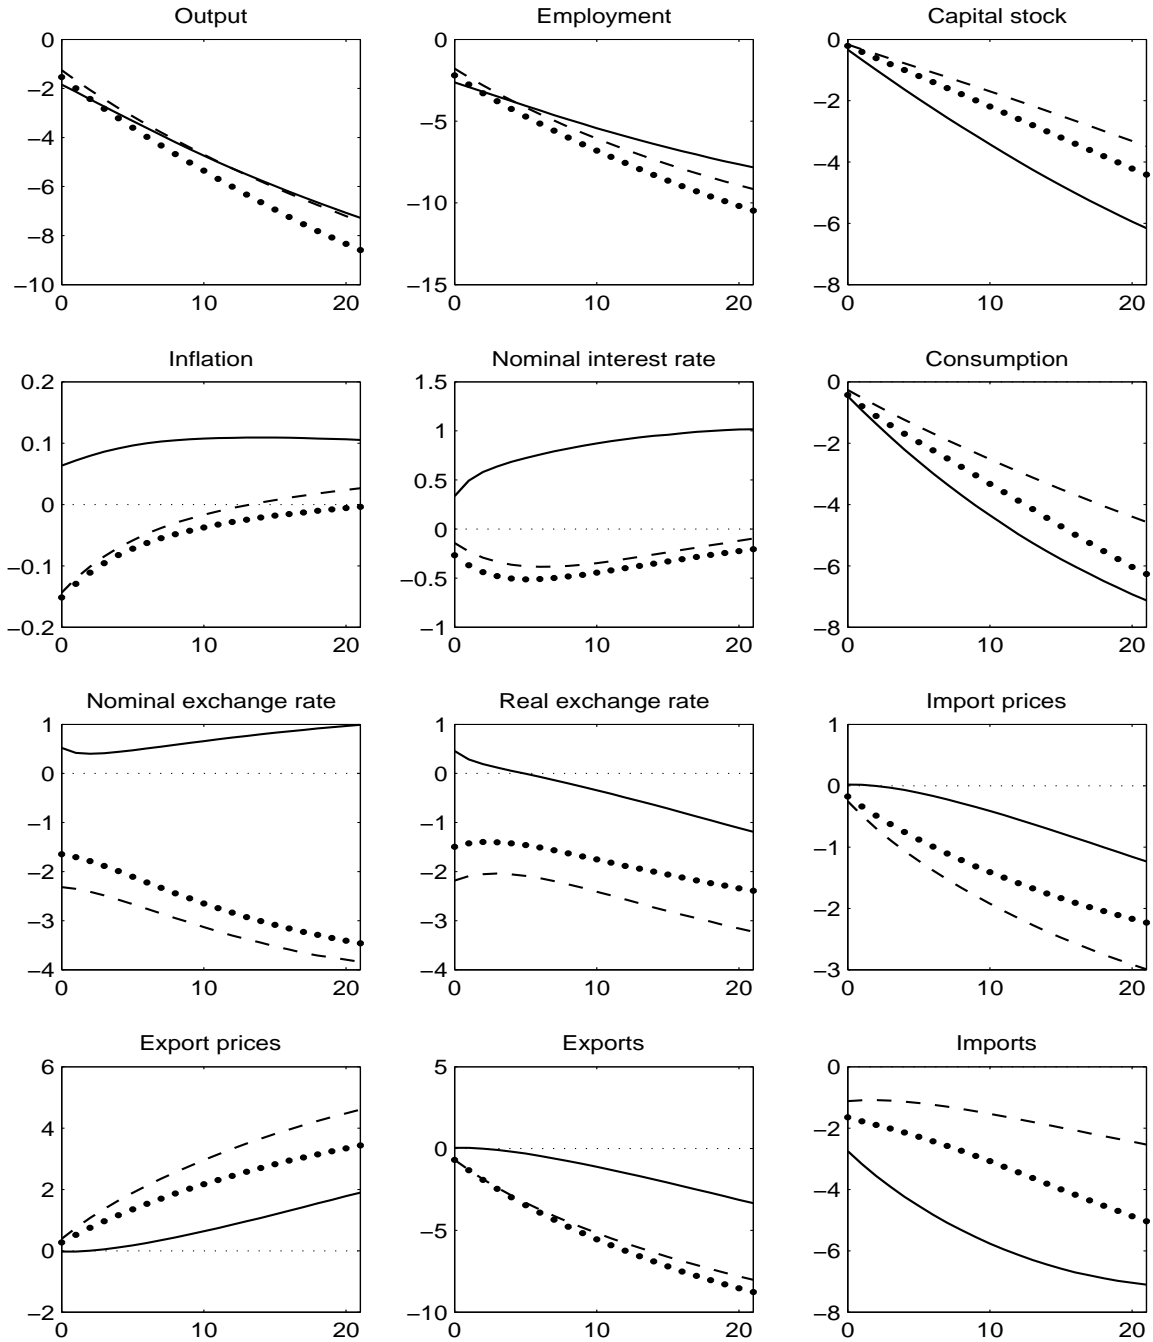 Output Employment Capital stock
0 0 0
−2 −5 −2
−4 −10 −4
−6 −15 −6
−8 −8
−10
0 10 20 0 10 20 0 10 20
Inflation Nominal interest rate Consumption
0.2 1.5 0
0.1 1 −2
0 0.5 −4
−0.1 0 −6
−0.2 −0.5 −8
−1
0 10 20 0 10 20 0 10 20
Nominal exchange rate Real exchange rate Import prices
1 1 1
0 0 0
−1 −1 −1
−2 −2 −2
−3 −3 −3
−4 −4
0 10 20 0 10 20 0 10 20
Export prices Exports Imports
6 5 0
4 0 −2
2 −5 −4
0 −10 −6
−2 −8
0 10 20 0 10 20 0 10 20